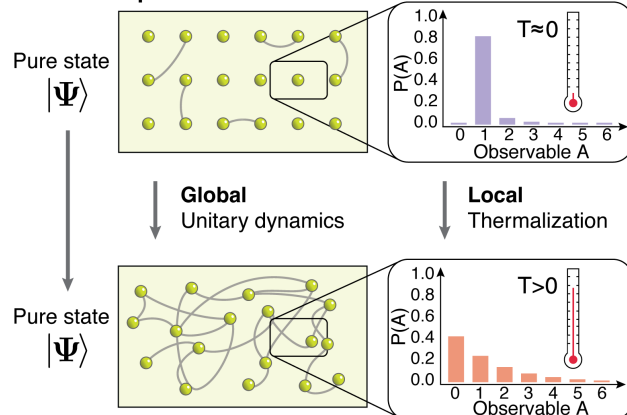 Pure state
|Ψ⟩
P(A)
1.0
0.8
0.6
0.4
0.2
0.0
T≈0
0 1 2 3 4 5 6
Observable A
Global
Unitary dynamics
Local
Thermalization
Pure state
|Ψ⟩
P(A)
1.0
0.8
0.6
0.4
0.2
0.0
T>0
0 1 2 3 4 5 6
Observable A